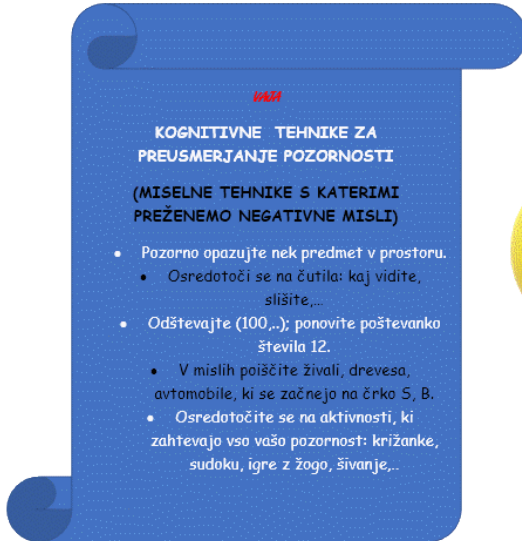 VAJA
KOGNITIVNE TEHNIKE ZA
PREUSMERJANJE POZORNOSTI
(MISELNE TEHNIKE S KATERIMI
PREŽENEMO NEGATIVNE MISLI)
• Pozorno opazujte nek predmet v prostoru.
• Osredotoči se na čutila: kaj vidite,
slišite,…
• Odštevajte (100,..); ponovite poštevanko
števila 12.
• V mislih poiščite živali, drevesa,
avtomobile, ki se začnejo na črko S, B.
• Osredotočite se na aktivnosti, ki
zahtevajo vso vašo pozornost: križanke,
sudoku, igre z žogo, šivanje,..